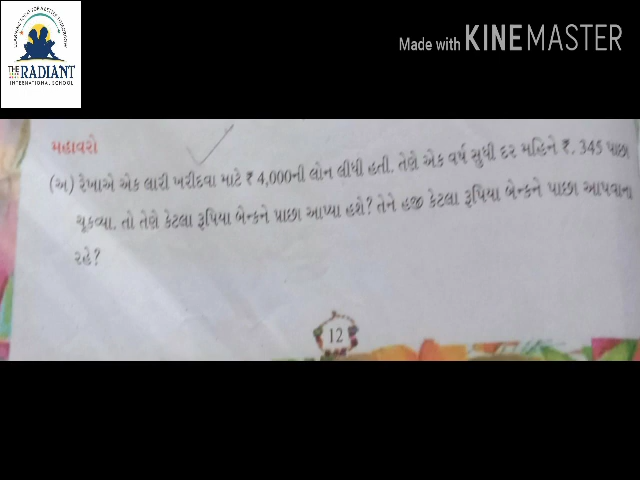 THE RADIANT
INTERNATIONAL SCHOOL
Made with KINEMASTER
મહાવરો
(અ) રેખાએ એક લારી ખરીદવા માટે ₹ 4,000ની લોન લીધી હતી. તેણે એક વર્ષ સુધી દર મહિને ₹. 345 પાછા
ચૂકવ્યા. તો તેણે કેટલા રૂપિયા બેન્કને પાછા આપ્યા હશે? તેને હજી કેટલા રૂપિયા બેન્કને પાછા આપવાના
રહે?
12